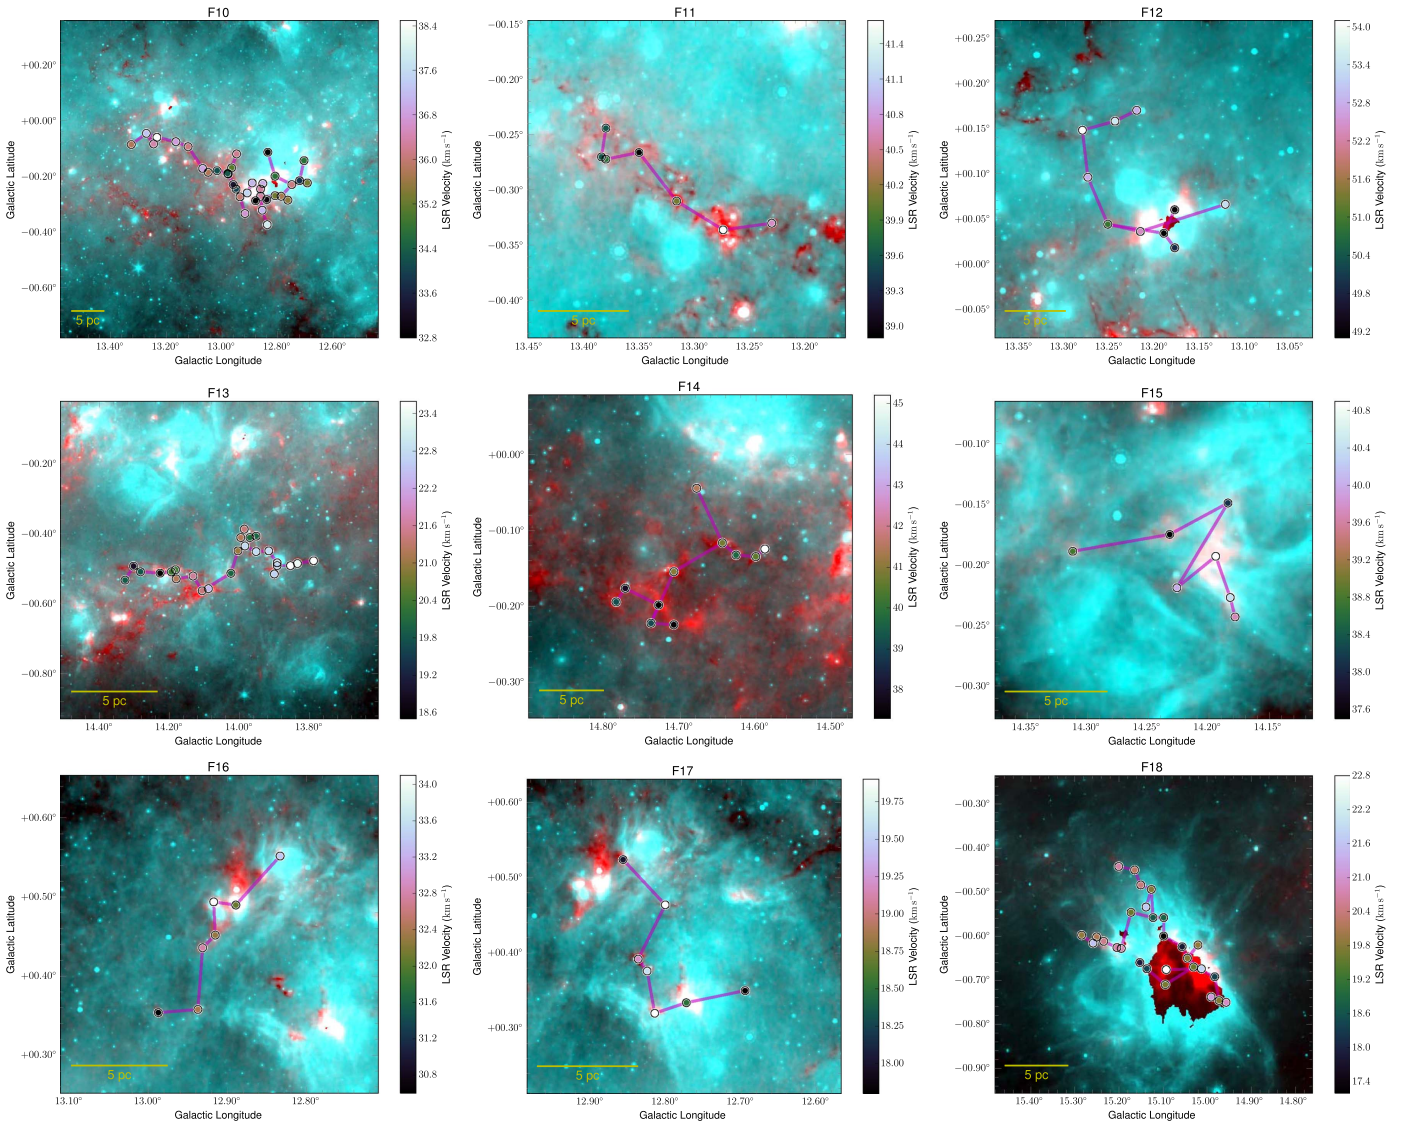 F10
+00.20°
+00.00°
−00.20°
−00.40°
−00.60°
Galactic Latitude
5 pc
13.40° 13.20° 13.00° 12.80° 12.60°
Galactic Longitude
38.4
37.6
36.8
36.0
35.2
34.4
33.6
32.8
LSR Velocity (km s⁻¹)
F11
−00.15°
−00.20°
−00.25°
−00.30°
−00.35°
−00.40°
Galactic Latitude
5 pc
13.45° 13.40° 13.35° 13.30° 13.25° 13.20°
Galactic Longitude
41.4
41.1
40.8
40.5
40.2
39.9
39.6
39.3
39.0
LSR Velocity (km s⁻¹)
F12
+00.25°
+00.20°
+00.15°
+00.10°
+00.05°
+00.00°
−00.05°
Galactic Latitude
5 pc
13.35° 13.30° 13.25° 13.20° 13.15° 13.10° 13.05°
Galactic Longitude
54.0
53.4
52.8
52.2
51.6
51.0
50.4
49.8
49.2
LSR Velocity (km s⁻¹)
F13
−00.20°
−00.40°
−00.60°
−00.80°
Galactic Latitude
5 pc
14.40° 14.20° 14.00° 13.80°
Galactic Longitude
23.4
22.8
22.2
21.6
21.0
20.4
19.8
19.2
18.6
LSR Velocity (km s⁻¹)
F14
+00.00°
−00.10°
−00.20°
−00.30°
Galactic Latitude
5 pc
14.80° 14.70° 14.60° 14.50°
Galactic Longitude
45
44
43
42
41
40
39
38
LSR Velocity (km s⁻¹)
F15
−00.10°
−00.15°
−00.20°
−00.25°
−00.30°
Galactic Latitude
5 pc
14.35° 14.30° 14.25° 14.20° 14.15°
Galactic Longitude
40.8
40.4
40.0
39.6
39.2
38.8
38.4
38.0
37.6
LSR Velocity (km s⁻¹)
F16
+00.60°
+00.50°
+00.40°
+00.30°
Galactic Latitude
5 pc
13.10° 13.00° 12.90° 12.80°
Galactic Longitude
34.0
33.6
33.2
32.8
32.4
32.0
31.6
31.2
30.8
LSR Velocity (km s⁻¹)
F17
+00.60°
+00.50°
+00.40°
+00.30°
Galactic Latitude
5 pc
12.90° 12.80° 12.70° 12.60°
Galactic Longitude
19.75
19.50
19.25
19.00
18.75
18.50
18.25
18.00
LSR Velocity (km s⁻¹)
F18
−00.30°
−00.40°
−00.50°
−00.60°
−00.70°
−00.80°
−00.90°
Galactic Latitude
5 pc
15.40° 15.30° 15.20° 15.10° 15.00° 14.90° 14.80°
Galactic Longitude
22.8
22.2
21.6
21.0
20.4
19.8
19.2
18.6
18.0
17.4
LSR Velocity (km s⁻¹)